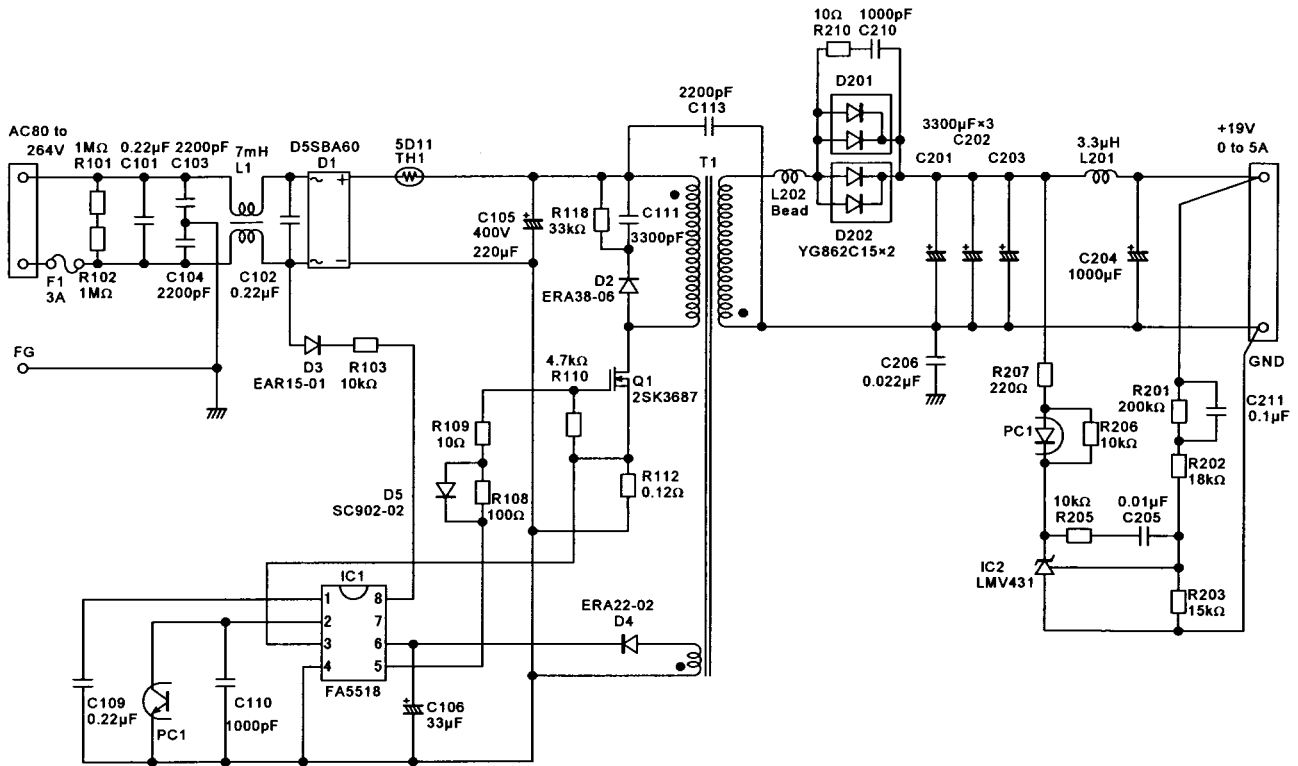 10Ω
R210
1000pF
C210
D201
2200pF
C113
AC80 to
264V
1MΩ
R101
0.22μF
C101
2200pF
C103
7mH
L1
D5SBA60
D1
5D11
TH1
T1
3300μF×3
C202
C201
C203
3.3μH
L201
+19V
0 to 5A
L202
Bead
C105
400V
220μF
R118
33kΩ
C111
3300pF
D202
YG862C15×2
C204
1000μF
F1
3A
R102
1MΩ
C104
2200pF
C102
0.22μF
D2
ERA38-06
FG
D3
EAR15-01
R103
10kΩ
4.7kΩ
R110
Q1
2SK3687
C206
0.022μF
R207
220Ω
GND
R201
200kΩ
C211
0.1μF
R109
10Ω
PC1
R206
10kΩ
R202
18kΩ
D5
SC902-02
R108
100Ω
R112
0.12Ω
10kΩ
R205
0.01μF
C205
IC1
IC2
LMV431
1
2
3
4
8
7
6
5
FA5518
ERA22-02
D4
R203
15kΩ
C109
0.22μF
PC1
C110
1000pF
C106
33μF